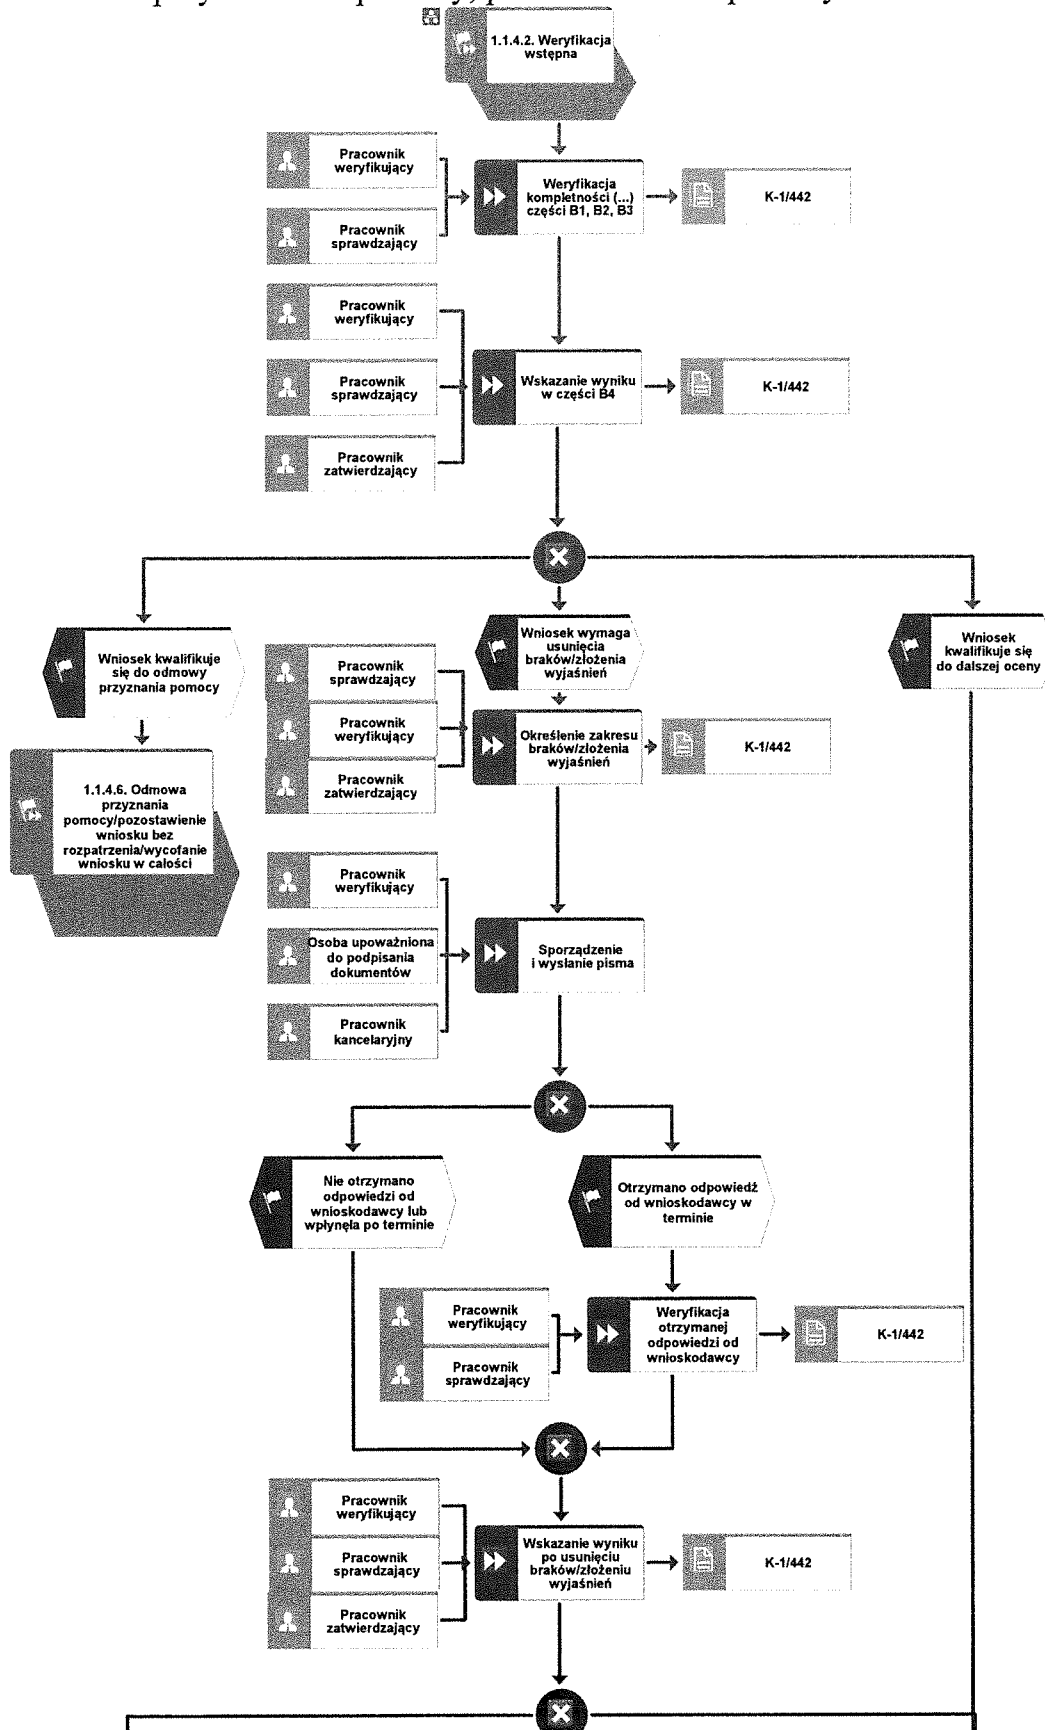 1.1.4.2. Weryfikacja
wstępna
Pracownik
weryfikujący
Pracownik
sprawdzający
Weryfikacja
kompletności (...)
części B1, B2, B3
K-1/442
Pracownik
weryfikujący
Pracownik
sprawdzający
Pracownik
zatwierdzający
Wskazanie wyniku
w części B4
K-1/442
Wniosek kwalifikuje
się do odmowy
przyznania pomocy
Wniosek wymaga
usunięcia
braków/złożenia
wyjaśnień
Wniosek
kwalifikuje się
do dalszej oceny
1.1.4.6. Odmowa
przyznania
pomocy/pozostawienie
wniosku bez
rozpatrzenia/wycofanie
wniosku w całości
Pracownik
sprawdzający
Pracownik
weryfikujący
Pracownik
zatwierdzający
Określenie zakresu
braków/złożenia
wyjaśnień
K-1/442
Pracownik
weryfikujący
Osoba upoważniona
do podpisania
dokumentów
Pracownik
kancelaryjny
Sporządzenie
i wysłanie pisma
Nie otrzymano
odpowiedzi od
wnioskodawcy lub
wpłynęła po terminie
Otrzymano odpowiedź
od wnioskodawcy w
terminie
Pracownik
weryfikujący
Pracownik
sprawdzający
Weryfikacja
otrzymanej
odpowiedzi od
wnioskodawcy
K-1/442
Pracownik
weryfikujący
Pracownik
sprawdzający
Pracownik
zatwierdzający
Wskazanie wyniku
po usunięciu
braków/złożeniu
wyjaśnień
K-1/442